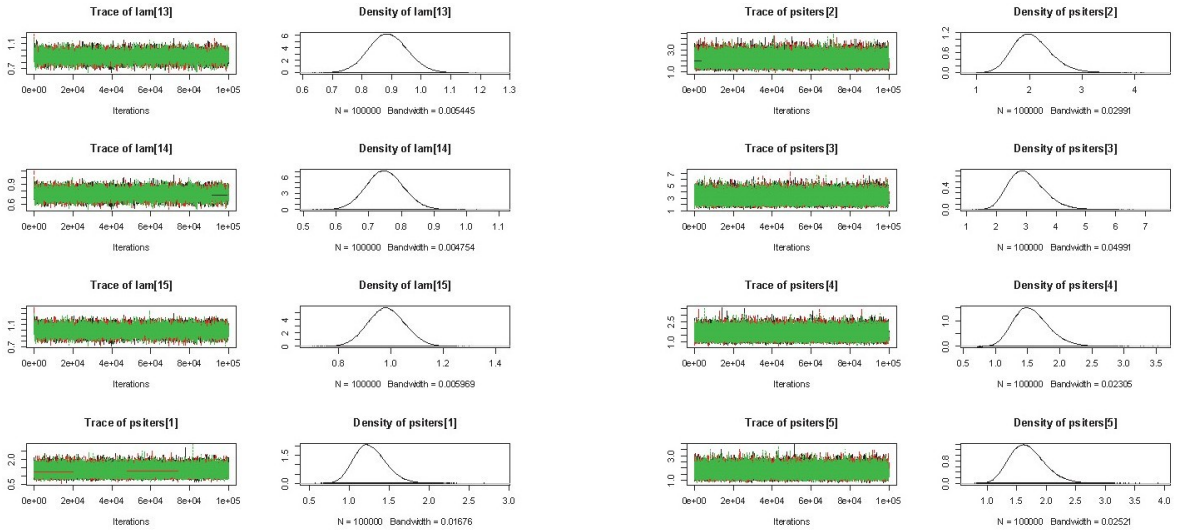 Trace of lam[13]
1.1
0.7
0e+00 2e+04 4e+04 6e+04 8e+04 1e+05
Iterations
Density of lam[13]
6
4
2
0
0.6 0.7 0.8 0.9 1.0 1.1 1.2 1.3
N = 100000 Bandwidth = 0.005445
Trace of psiters[2]
3.0
1.0
0e+00 2e+04 4e+04 6e+04 8e+04 1e+05
Iterations
Density of psiters[2]
1.2
0.6
0.0
1 2 3 4
N = 100000 Bandwidth = 0.02991
Trace of lam[14]
0.9
0.6
0e+00 2e+04 4e+04 6e+04 8e+04 1e+05
Iterations
Density of lam[14]
6
3
0
0.5 0.6 0.7 0.8 0.9 1.0 1.1
N = 100000 Bandwidth = 0.004754
Trace of psiters[3]
7
5
3
1
0e+00 2e+04 4e+04 6e+04 8e+04 1e+05
Iterations
Density of psiters[3]
0.4
0.0
1 2 3 4 5 6 7
N = 100000 Bandwidth = 0.04991
Trace of lam[15]
1.1
0.7
0e+00 2e+04 4e+04 6e+04 8e+04 1e+05
Iterations
Density of lam[15]
4
2
0
0.8 1.0 1.2 1.4
N = 100000 Bandwidth = 0.005969
Trace of psiters[4]
2.5
1.0
0e+00 2e+04 4e+04 6e+04 8e+04 1e+05
Iterations
Density of psiters[4]
1.0
0.0
0.5 1.0 1.5 2.0 2.5 3.0 3.5
N = 100000 Bandwidth = 0.02305
Trace of psiters[1]
2.0
0.5
0e+00 2e+04 4e+04 6e+04 8e+04 1e+05
Iterations
Density of psiters[1]
1.5
0.0
0.5 1.0 1.5 2.0 2.5 3.0
N = 100000 Bandwidth = 0.01676
Trace of psiters[5]
3.0
1.0
0e+00 2e+04 4e+04 6e+04 8e+04 1e+05
Iterations
Density of psiters[5]
0.8
0.0
1.0 1.5 2.0 2.5 3.0 3.5 4.0
N = 100000 Bandwidth = 0.02521